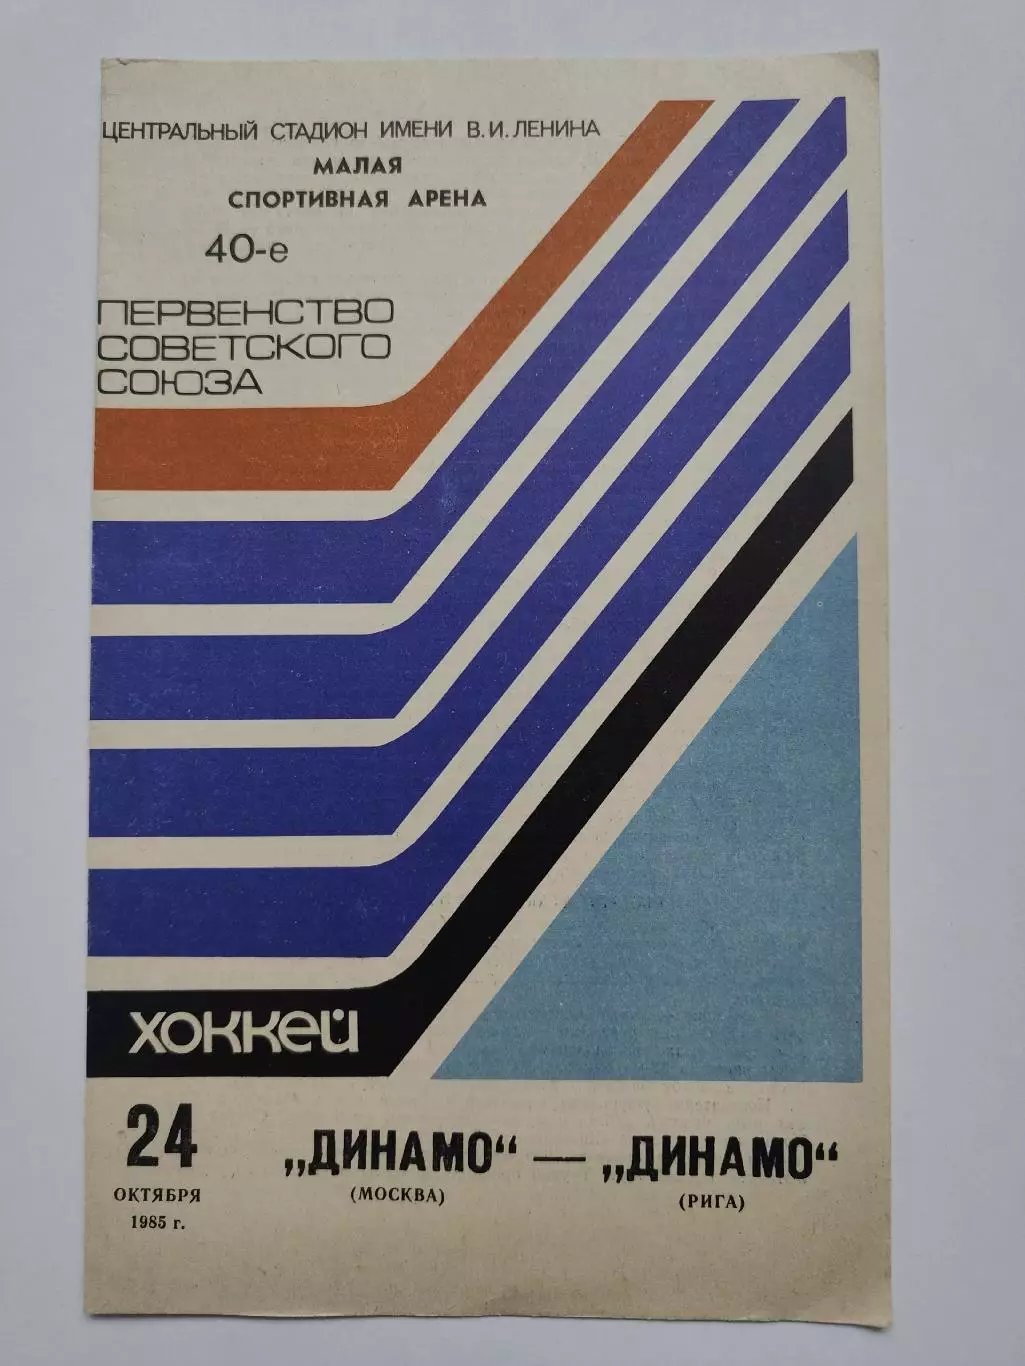 ЦЕНТРАЛЬНЫЙ СТАДИОН ИМЕНИ В.И.ЛЕНИНА
МАЛАЯ
СПОРТИВНАЯ АРЕНА
40-е
ПЕРВЕНСТВО
СОВЕТСКОГО
СОЮЗА
ХОККЕЙ
24
ОКТЯБРЯ
1985 г.
„ДИНАМО“ — „ДИНАМО“
(МОСКВА) (РИГА)